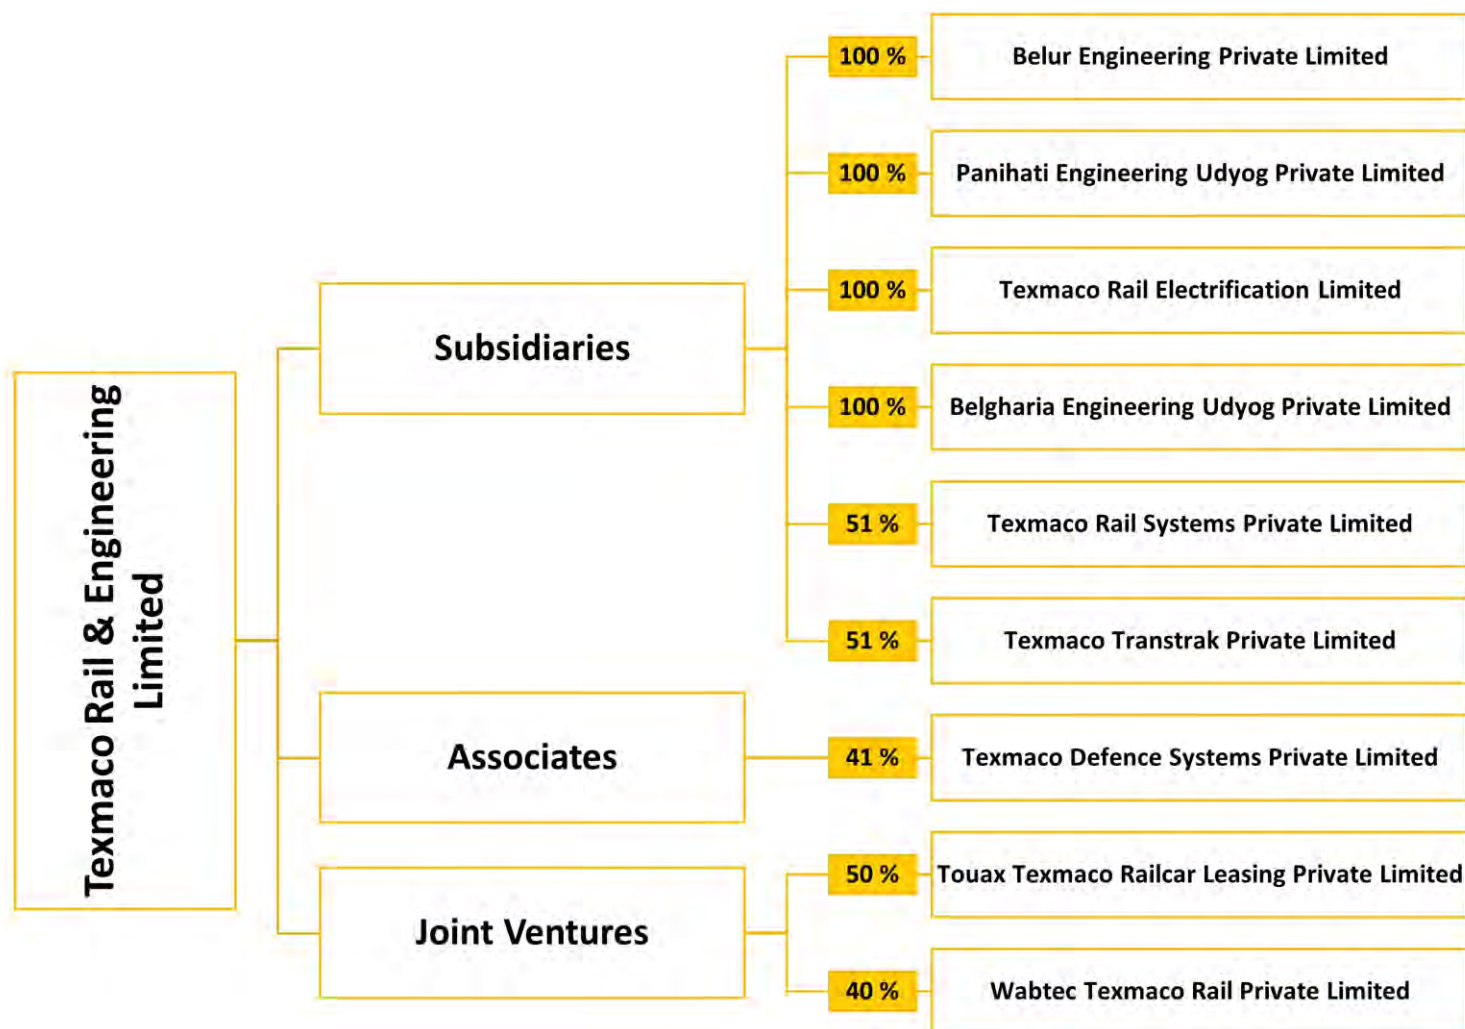 Texmaco Rail & Engineering
Limited
Subsidiaries
100 %
Belur Engineering Private Limited
100 %
Panihati Engineering Udyog Private Limited
100 %
Texmaco Rail Electrification Limited
100 %
Belgharia Engineering Udyog Private Limited
51 %
Texmaco Rail Systems Private Limited
51 %
Texmaco Transtrak Private Limited
Associates
41 %
Texmaco Defence Systems Private Limited
Joint Ventures
50 %
Touax Texmaco Railcar Leasing Private Limited
40 %
Wabtec Texmaco Rail Private Limited